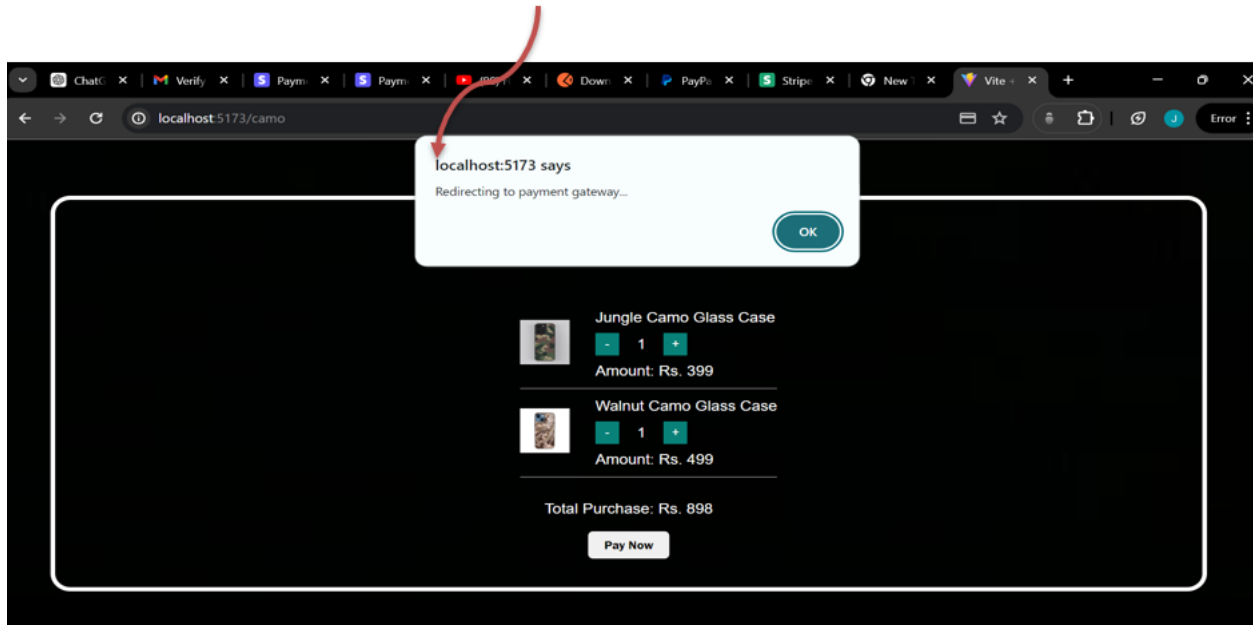 ChatG Verify Paym Paym Down PayPa Stripe New T Vite +
localhost:5173/camo
Error
localhost:5173 says
Redirecting to payment gateway...
OK
Jungle Camo Glass Case
- 1 +
Amount: Rs. 399
Walnut Camo Glass Case
- 1 +
Amount: Rs. 499
Total Purchase: Rs. 898
Pay Now